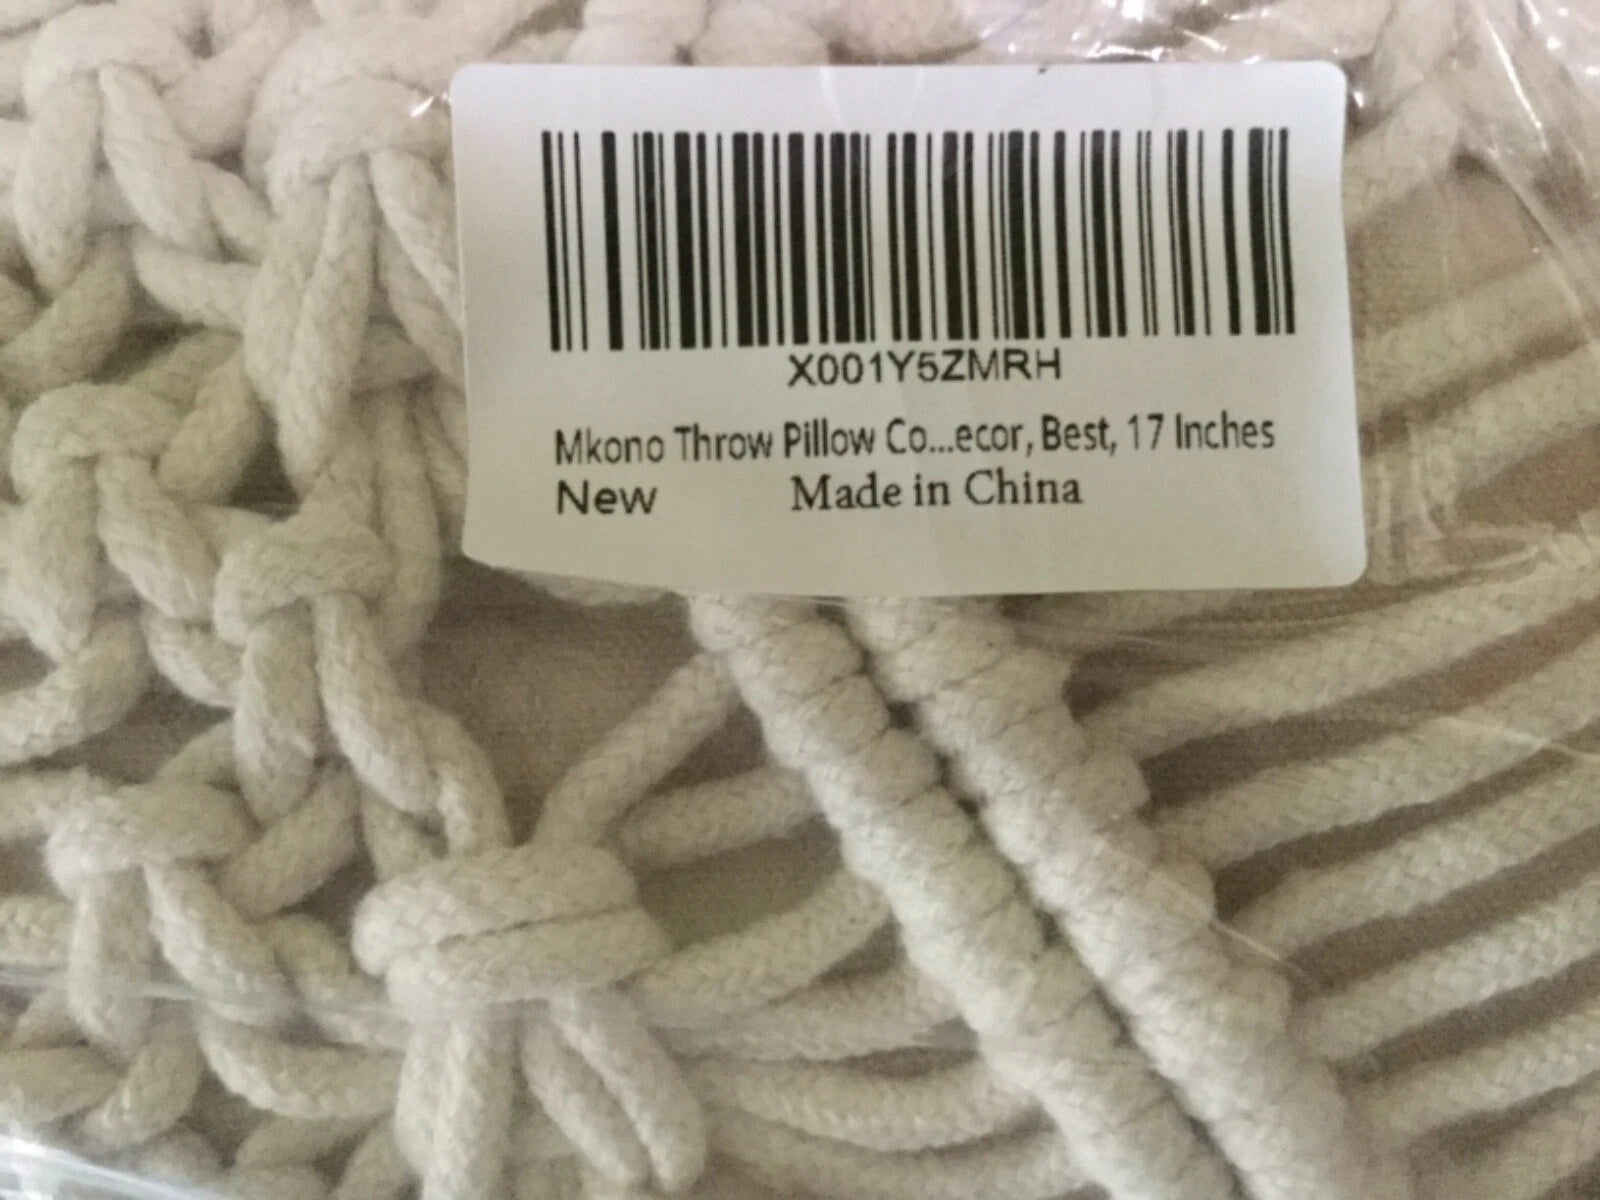 X001Y5ZMRH
Mkono Throw Pillow Co...ecor, Best, 17 Inches
New Made in China